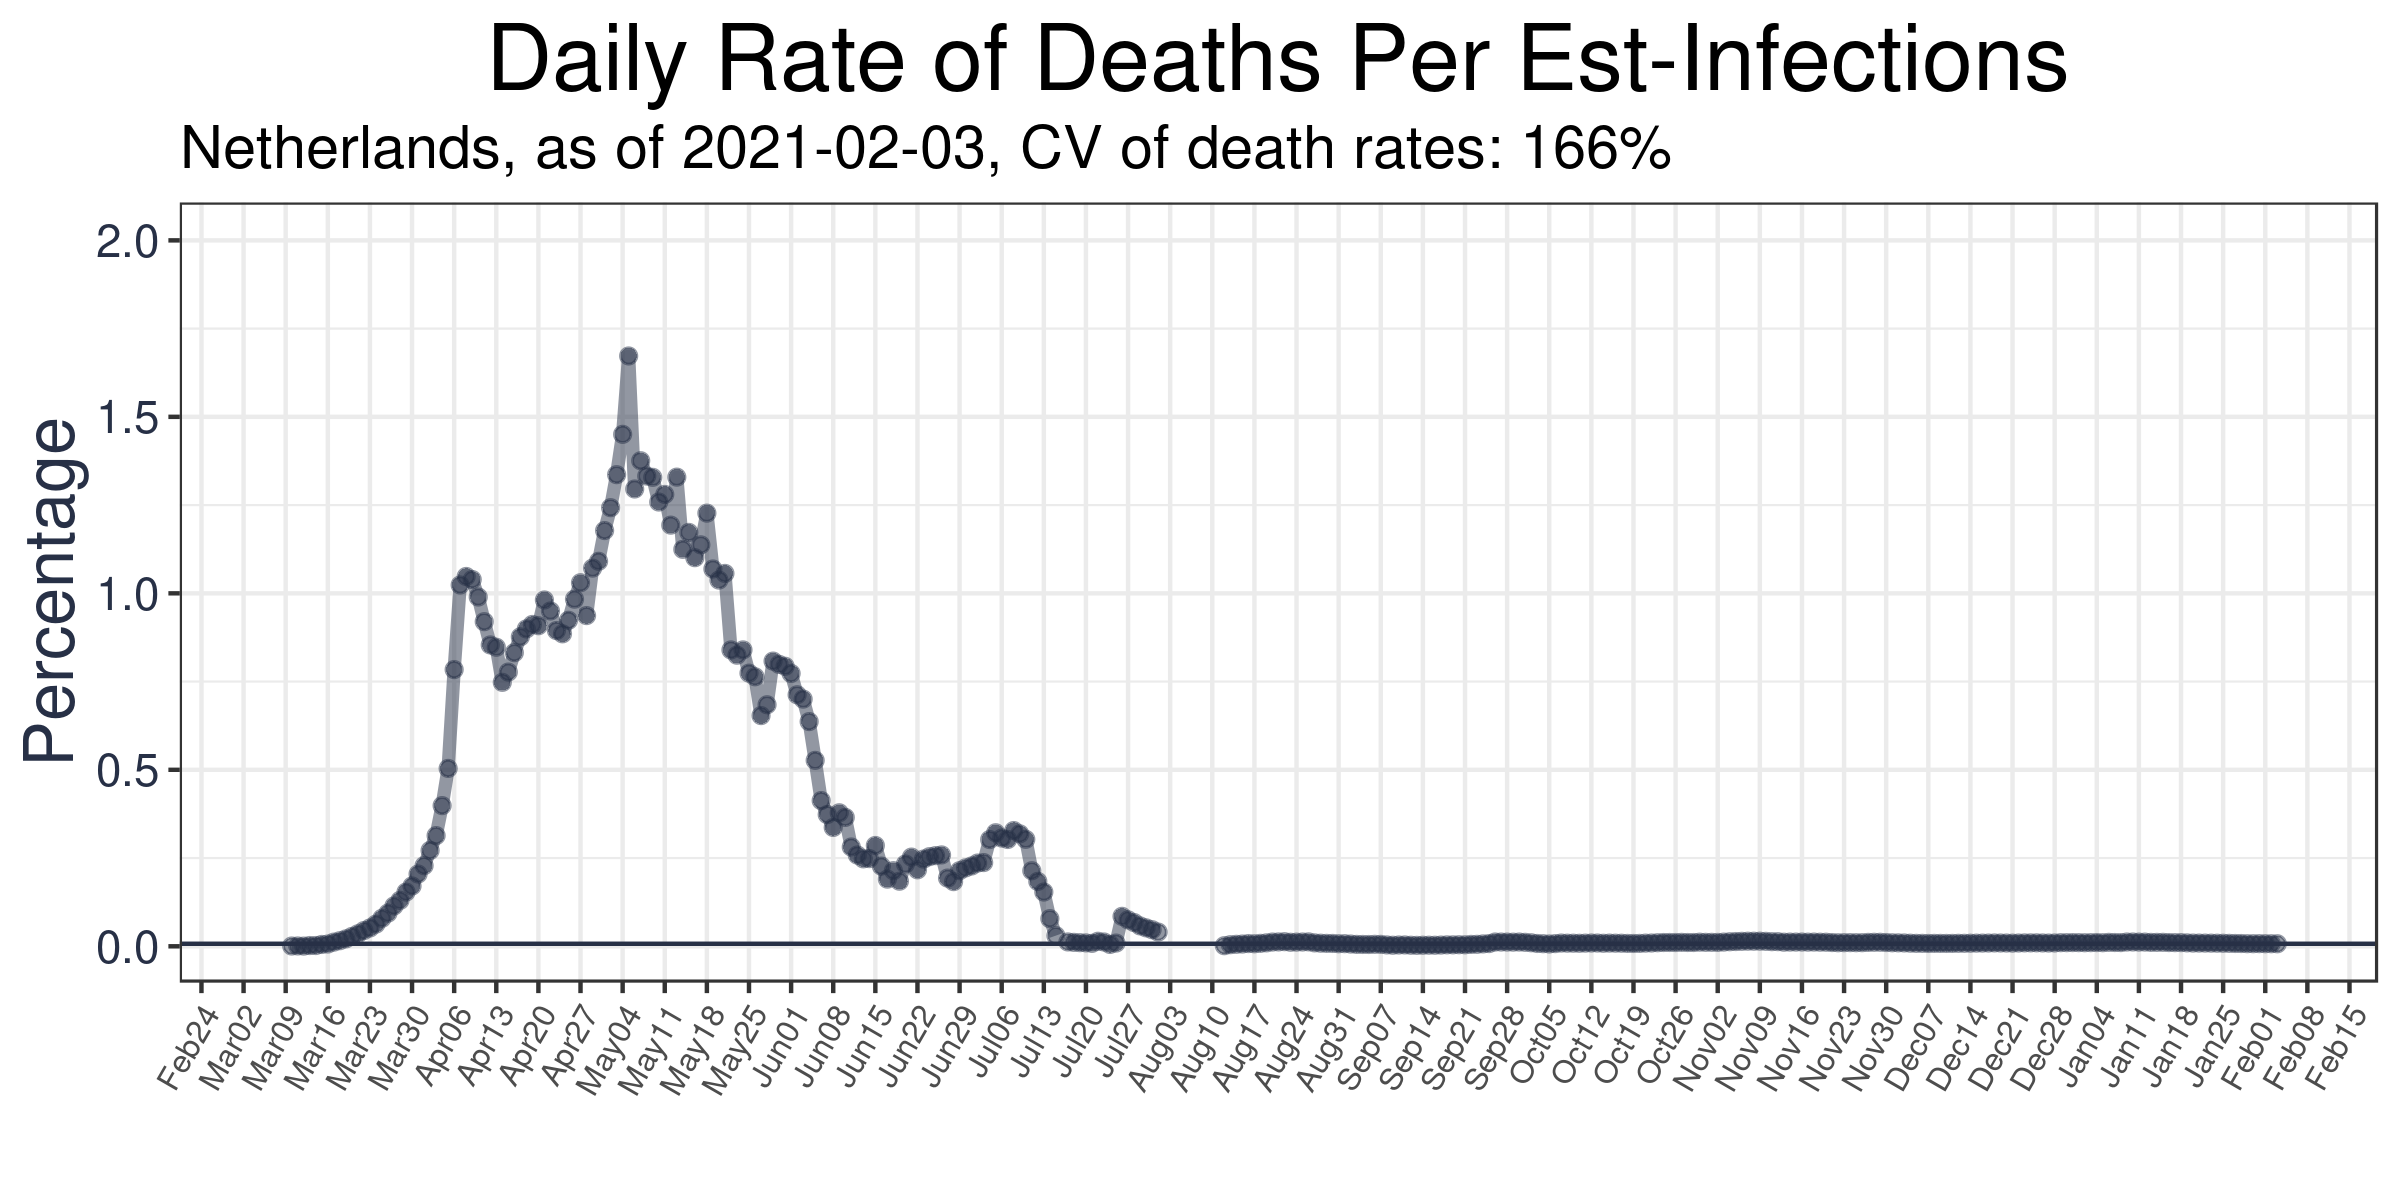 Daily Rate of Deaths Per Est-Infections
Netherlands, as of 2021-02-03, CV of death rates: 166%
Percentage
2.0
1.5
1.0
0.5
0.0
Feb24
Mar02
Mar09
Mar16
Mar23
Mar30
Apr06
Apr13
Apr20
Apr27
May04
May11
May18
May25
Jun01
Jun08
Jun15
Jun22
Jun29
Jul06
Jul13
Jul20
Jul27
Aug03
Aug10
Aug17
Aug24
Aug31
Sep07
Sep14
Sep21
Sep28
Oct05
Oct12
Oct19
Oct26
Nov02
Nov09
Nov16
Nov23
Nov30
Dec07
Dec14
Dec21
Dec28
Jan04
Jan11
Jan18
Jan25
Feb01
Feb08
Feb15